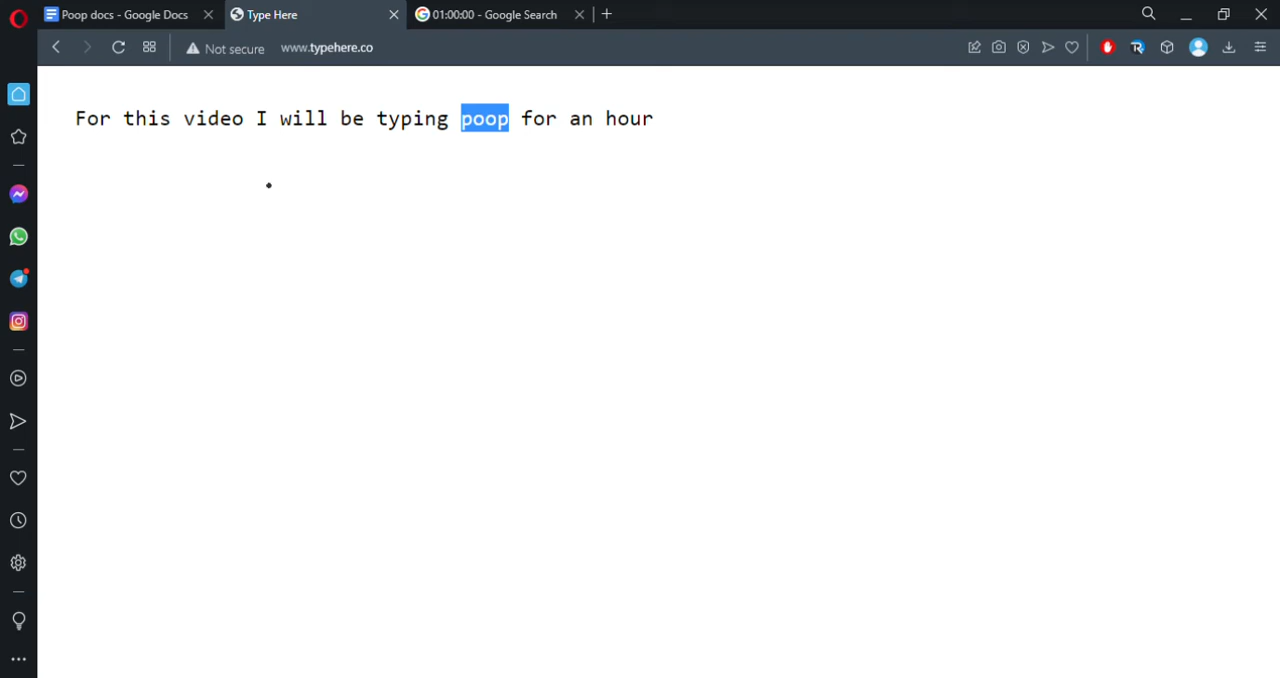 Poop docs - Google Docs
Type Here
01:00:00 - Google Search
Not secure
www.typehere.co
For this video I will be typing poop for an hour